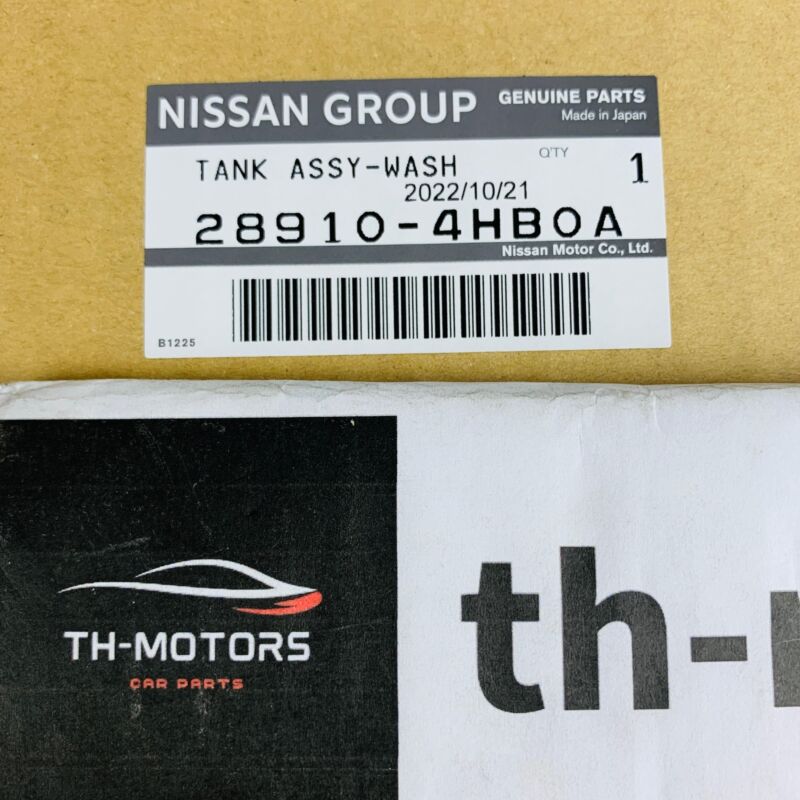 NISSAN GROUP GENUINE PARTS
Made in Japan
TANK ASSY-WASH Q'TY 1
2022/10/21
28910-4HB0A
Nissan Motor Co., Ltd.
B1225
TH-MOTORS
CAR PARTS
th-